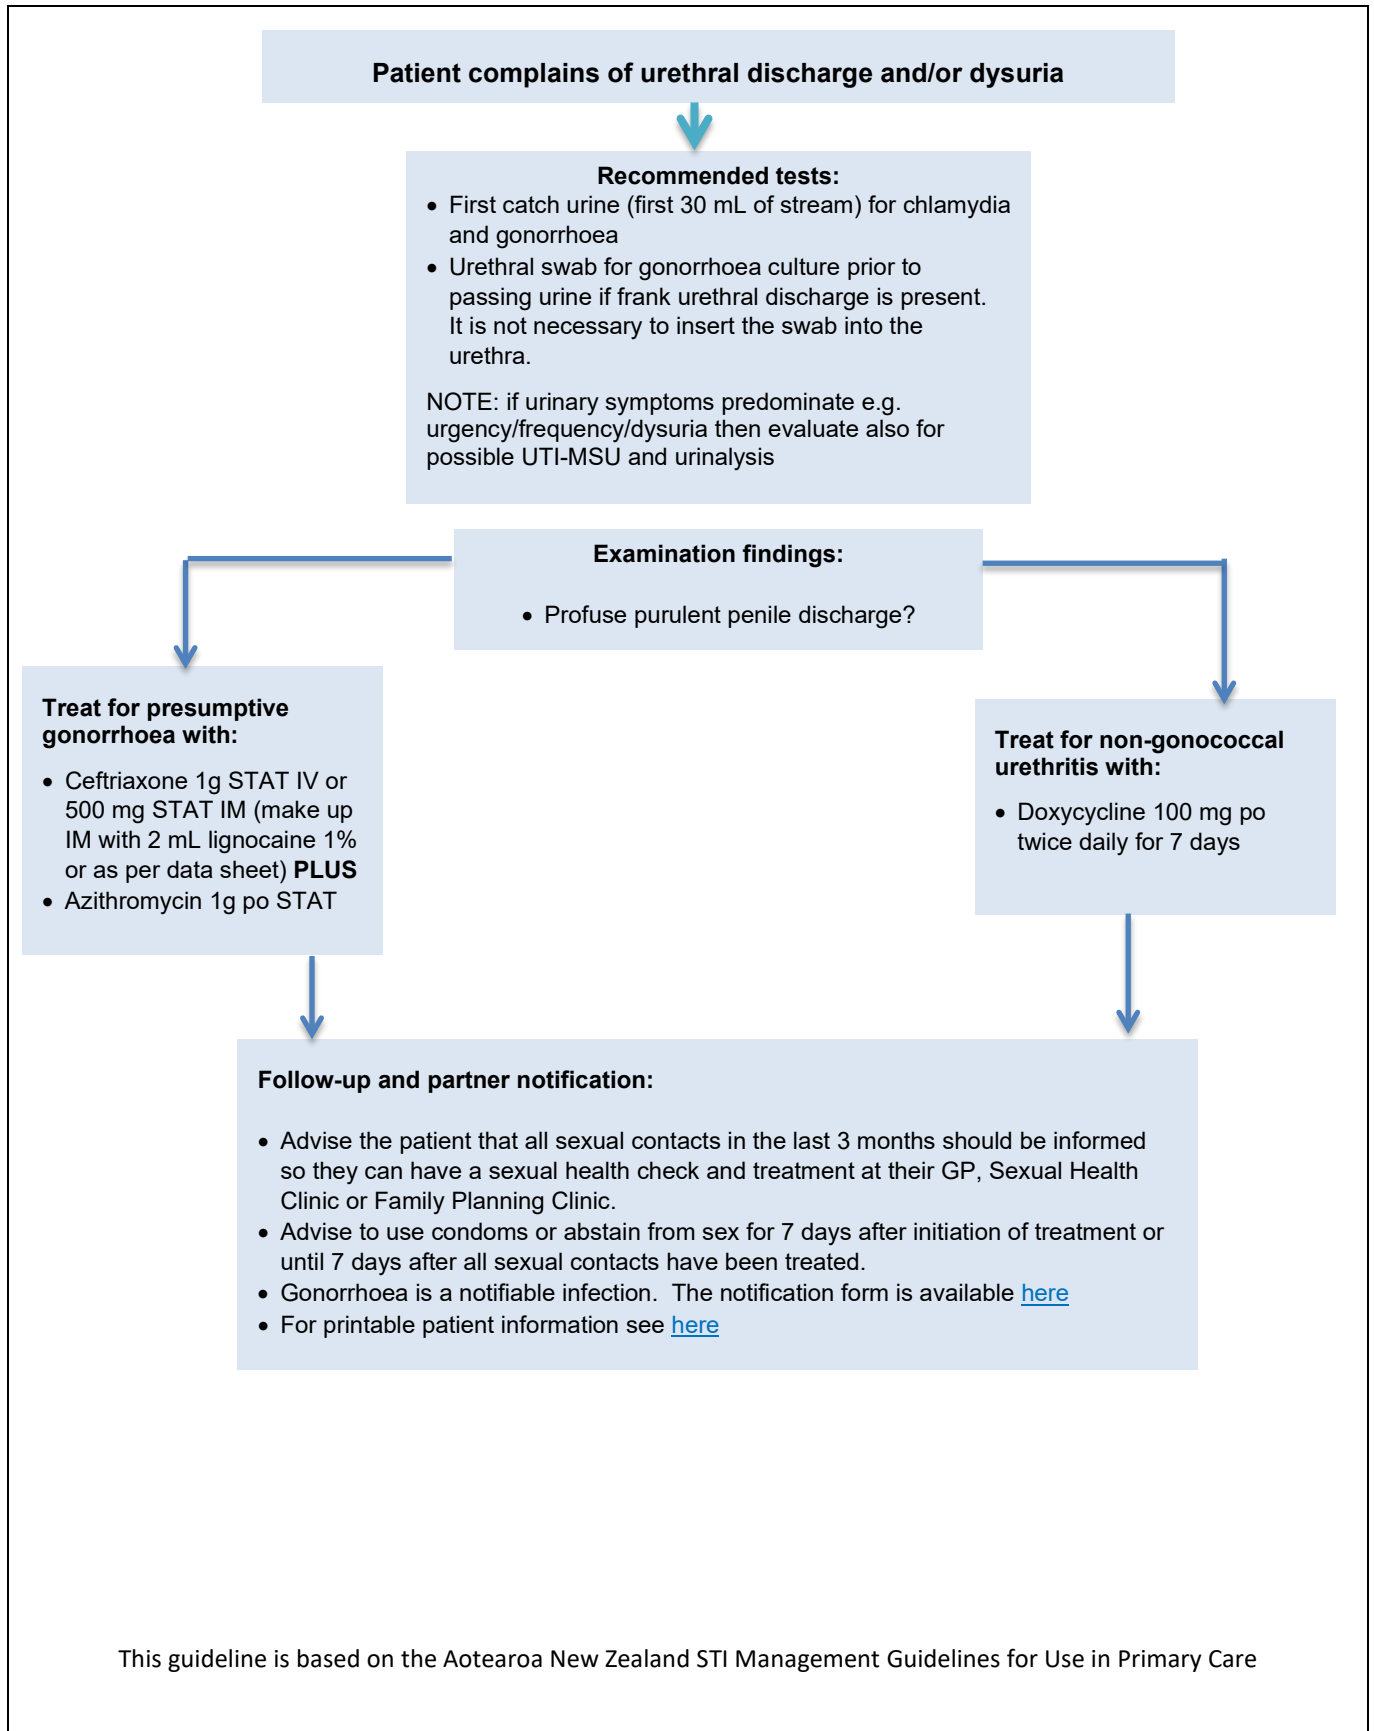 Patient complains of urethral discharge and/or dysuria
Recommended tests:
• First catch urine (first 30 mL of stream) for chlamydia
and gonorrhoea
• Urethral swab for gonorrhoea culture prior to
passing urine if frank urethral discharge is present.
It is not necessary to insert the swab into the
urethra.
NOTE: if urinary symptoms predominate e.g.
urgency/frequency/dysuria then evaluate also for
possible UTI-MSU and urinalysis
Examination findings:
• Profuse purulent penile discharge?
Treat for presumptive
gonorrhoea with:
• Ceftriaxone 1g STAT IV or
500 mg STAT IM (make up
IM with 2 mL lignocaine 1%
or as per data sheet) PLUS
• Azithromycin 1g po STAT
Treat for non-gonococcal
urethritis with:
• Doxycycline 100 mg po
twice daily for 7 days
Follow-up and partner notification:
• Advise the patient that all sexual contacts in the last 3 months should be informed
so they can have a sexual health check and treatment at their GP, Sexual Health
Clinic or Family Planning Clinic.
• Advise to use condoms or abstain from sex for 7 days after initiation of treatment or
until 7 days after all sexual contacts have been treated.
• Gonorrhoea is a notifiable infection.  The notification form is available here
• For printable patient information see here
This guideline is based on the Aotearoa New Zealand STI Management Guidelines for Use in Primary Care